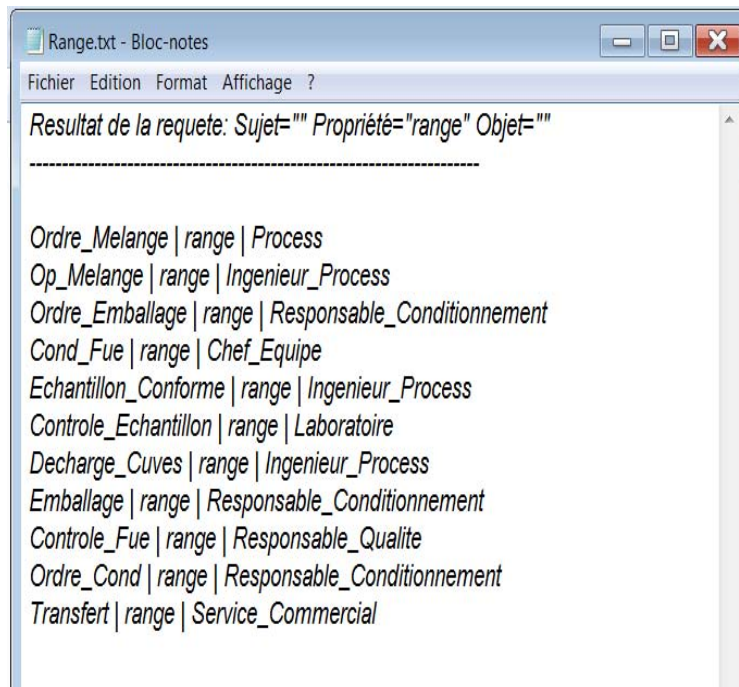 Range.txt - Bloc-notes
Fichier Edition Format Affichage ?
Resultat de la requete: Sujet="" Propriété="range" Objet=""
----------------------------------------------------------------------
Ordre_Melange | range | Process
Op_Melange | range | Ingenieur_Process
Ordre_Emballage | range | Responsable_Conditionnement
Cond_Fue | range | Chef_Equipe
Echantillon_Conforme | range | Ingenieur_Process
Controle_Echantillon | range | Laboratoire
Decharge_Cuves | range | Ingenieur_Process
Emballage | range | Responsable_Conditionnement
Controle_Fue | range | Responsable_Qualite
Ordre_Cond | range | Responsable_Conditionnement
Transfert | range | Service_Commercial